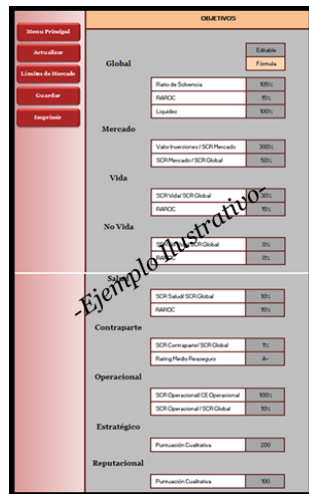 OBJETIVOS
Menu Principal
Actualizar
Límites de Mercado
Guardar
Imprimir
Editable
Fórmula
Global
Ratio de Solvencia 105%
RAROC 15%
Liquidez 100%
Mercado
Valor Inversiones / SCR Mercado 300%
SCR Mercado / SCR Global 50%
Vida
SCR Vida/ SCR Global 30%
RAROC 15%
No Vida
SCR Global 0%
RAROC 0%
Salud
SCR Salud/ SCR Global 10%
RAROC 15%
Contraparte
SCR Contraparte/ SCR Global 1%
Rating Medio Reaseguro A-
Operacional
SCR Operacional/ CE Operacional 100%
SCR Operacional / SCR Global 10%
Estratégico
Puntuación Cualitativa 200
Reputacional
Puntuación Cualitativa 100
-Ejemplo Ilustrativo-